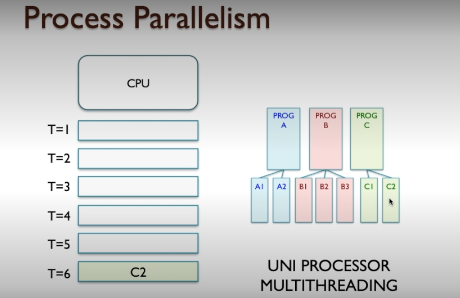 Process Parallelism
CPU
T=1
T=2
T=3
T=4
T=5
T=6 C2
PROG A
PROG B
PROG C
A1 A2 B1 B2 B3 C1 C2
UNI PROCESSOR
MULTITHREADING